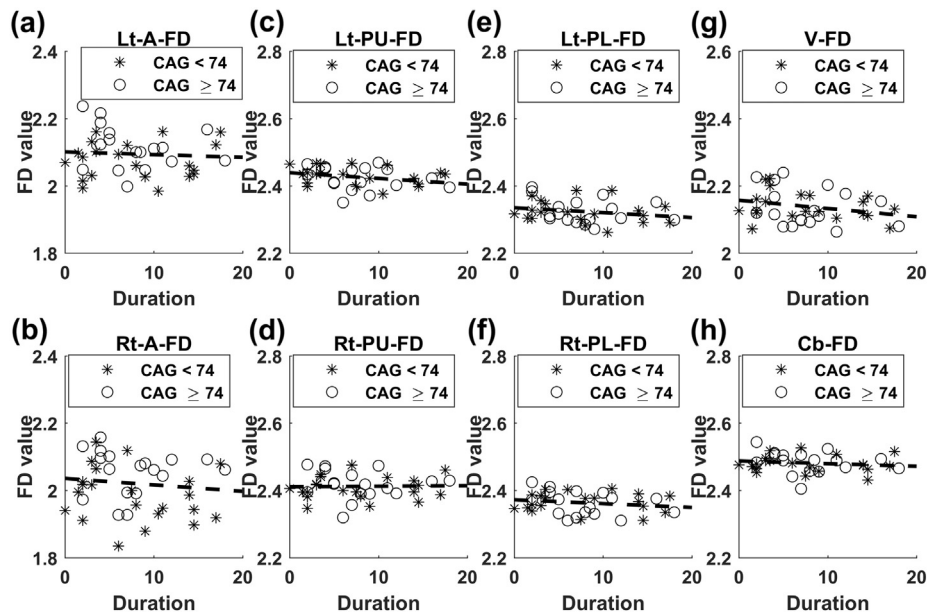 (a)
Lt-A-FD
CAG < 74
CAG ≥ 74
FD value
2.4
2.2
2
1.8
0
10
20
Duration
(c)
Lt-PU-FD
CAG < 74
CAG ≥ 74
FD value
2.8
2.6
2.4
2.2
0
10
20
Duration
(e)
Lt-PL-FD
CAG < 74
CAG ≥ 74
FD value
2.8
2.6
2.4
2.2
0
10
20
Duration
(g)
V-FD
CAG < 74
CAG ≥ 74
FD value
2.6
2.4
2.2
2
0
10
20
Duration
(b)
Rt-A-FD
CAG < 74
CAG ≥ 74
FD value
2.4
2.2
2
1.8
0
10
20
Duration
(d)
Rt-PU-FD
CAG < 74
CAG ≥ 74
FD value
2.8
2.6
2.4
2.2
0
10
20
Duration
(f)
Rt-PL-FD
CAG < 74
CAG ≥ 74
FD value
2.8
2.6
2.4
2.2
0
10
20
Duration
(h)
Cb-FD
CAG < 74
CAG ≥ 74
FD value
2.8
2.6
2.4
2.2
0
10
20
Duration